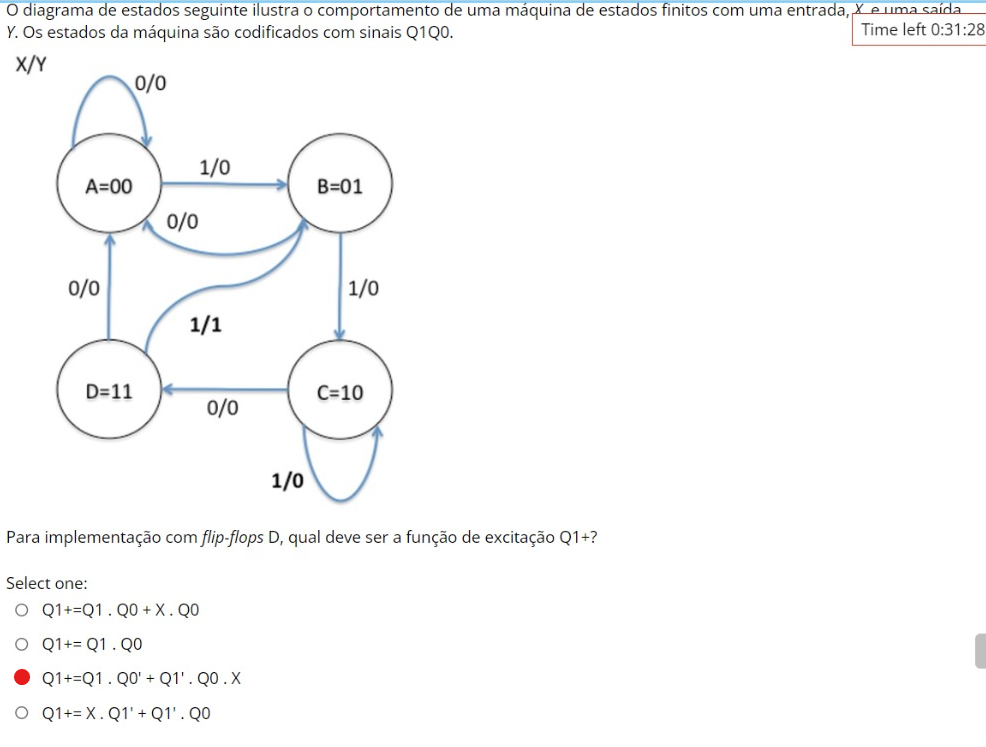 O diagrama de estados seguinte ilustra o comportamento de uma máquina de estados finitos com uma entrada, X e uma saída
Y. Os estados da máquina são codificados com sinais Q1Q0.
Time left 0:31:28
X/Y
0/0
1/0
A=00
B=01
0/0
0/0
1/0
1/1
D=11
C=10
0/0
1/0
Para implementação com flip-flops D, qual deve ser a função de excitação Q1+?
Select one:
Q1+=Q1 . Q0 + X . Q0
Q1+= Q1 . Q0
Q1+=Q1 . Q0' + Q1' . Q0 . X
Q1+= X . Q1' + Q1' . Q0